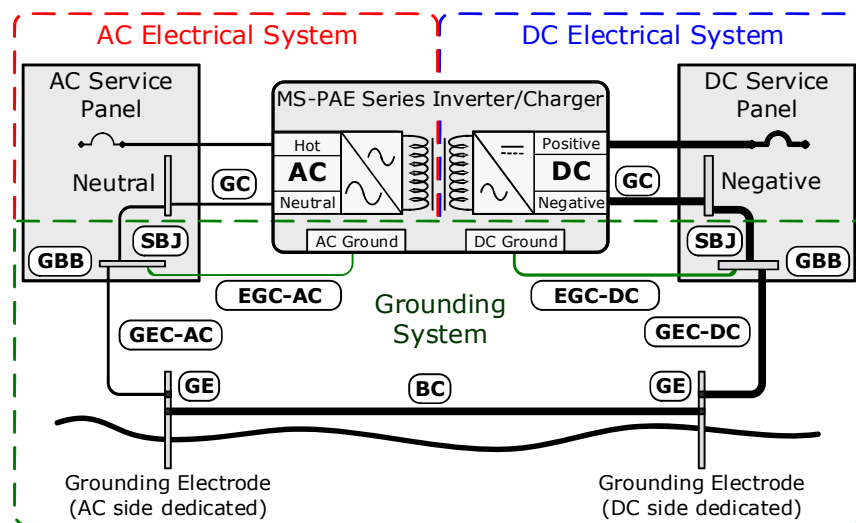 AC Electrical System
DC Electrical System
AC Service
Panel
MS-PAE Series Inverter/Charger
DC Service
Panel
Hot
AC
Neutral
Positive
DC
Negative
Neutral
GC
GC
Negative
SBJ
SBJ
AC Ground
DC Ground
GBB
GBB
EGC-AC
EGC-DC
Grounding
System
GEC-AC
GEC-DC
GE
BC
GE
Grounding Electrode
(AC side dedicated)
Grounding Electrode
(DC side dedicated)